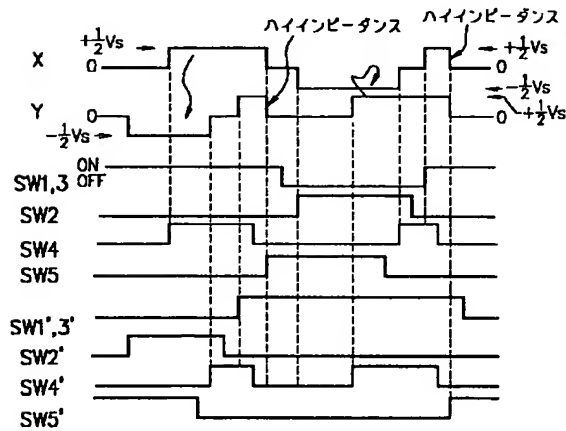 ハイインピーダンス
ハイインピーダンス
+1/2Vs
+1/2Vs
X
0
0
-1/2Vs
+1/2Vs
Y
0
0
-1/2Vs
ON
OFF
SW1,3
SW2
SW4
SW5
SW1',3'
SW2'
SW4'
SW5'